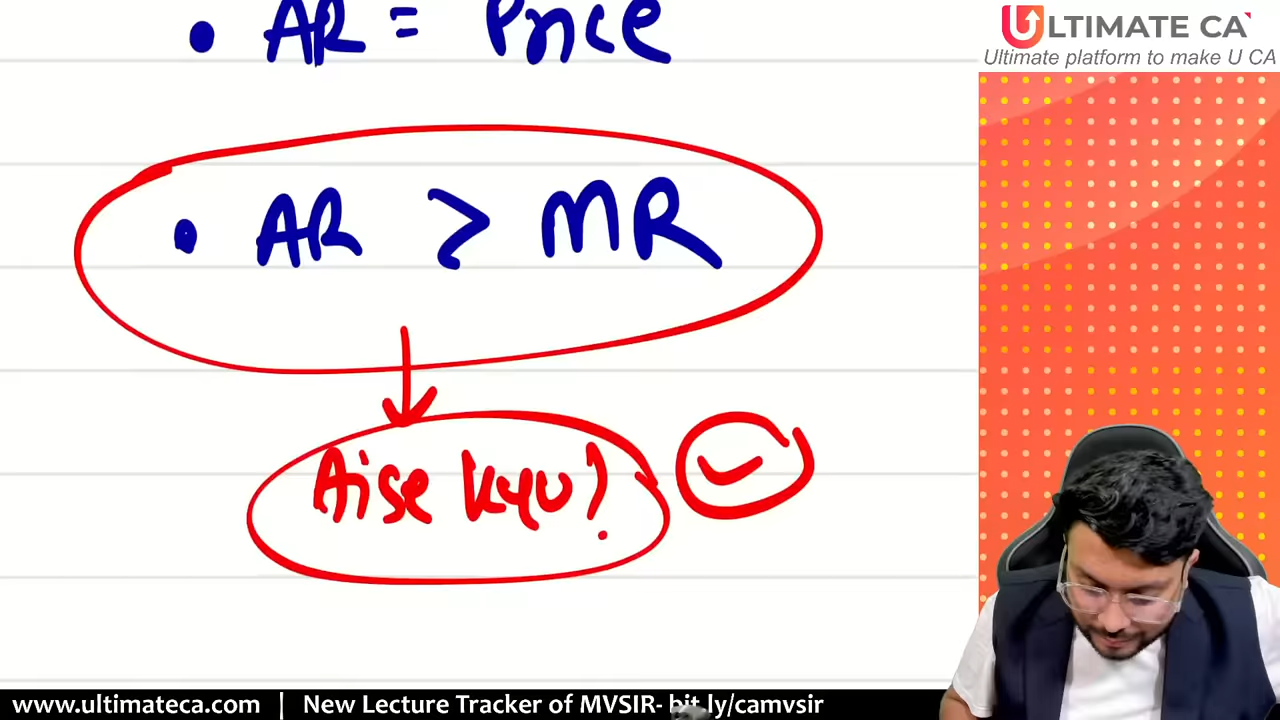 • AR = Price
ULTIMATE CA
Ultimate platform to make U CA
• AR > MR
Aise kyu?
www.ultimateca.com | New Lecture Tracker of MVSIR- bit.ly/camvsir